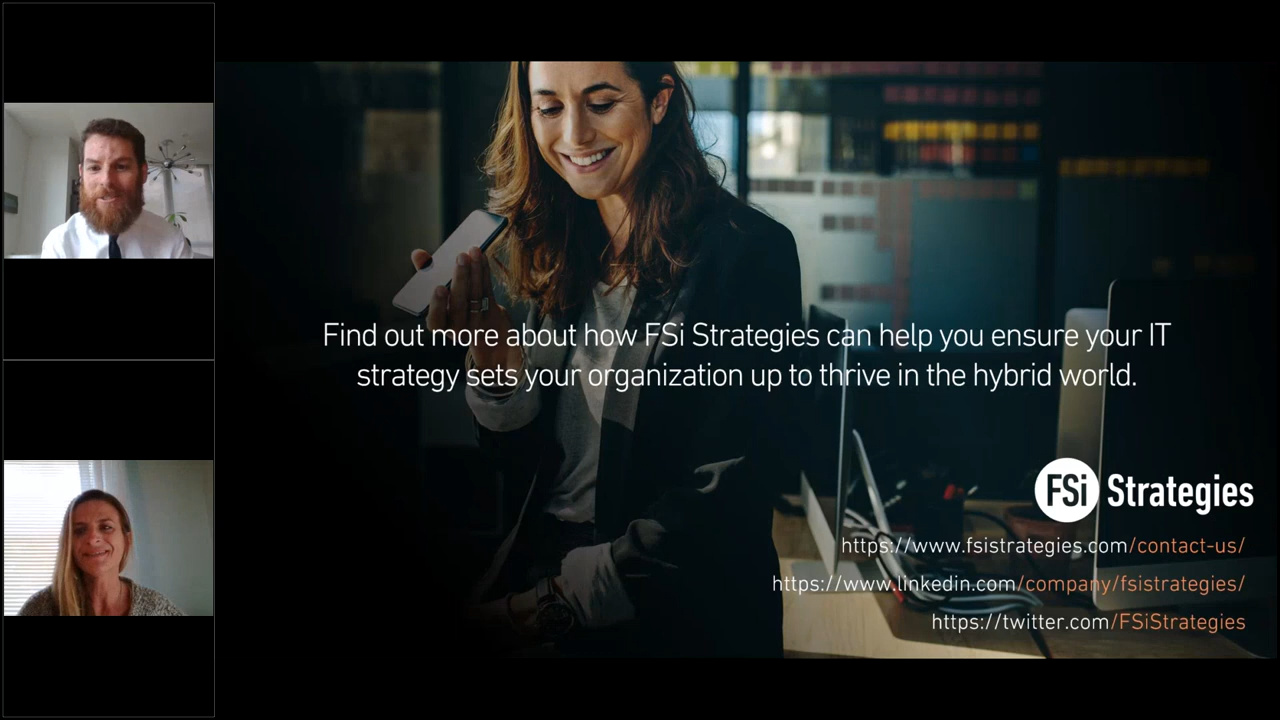 Find out more about how FSi Strategies can help you ensure your IT
strategy sets your organization up to thrive in the hybrid world.
FSi Strategies
https://www.fsistrategies.com/contact-us/
https://www.linkedin.com/company/fsistrategies/
https://twitter.com/FSiStrategies